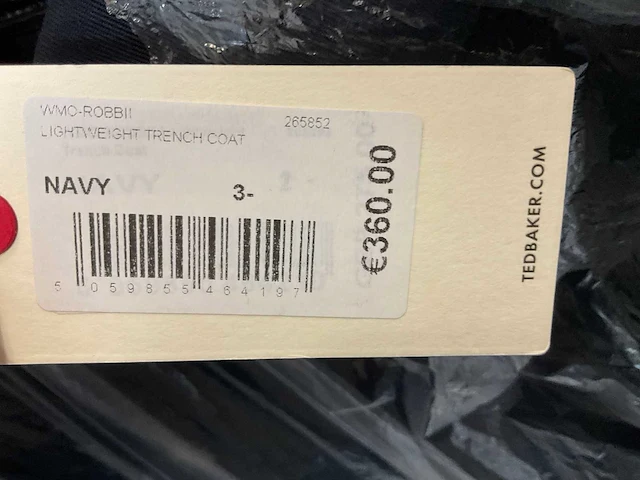 WMO-ROBBII
265852
LIGHTWEIGHT TRENCH COAT
NAVY
3-
5 059855 464197
€360.00
TEDBAKER.COM